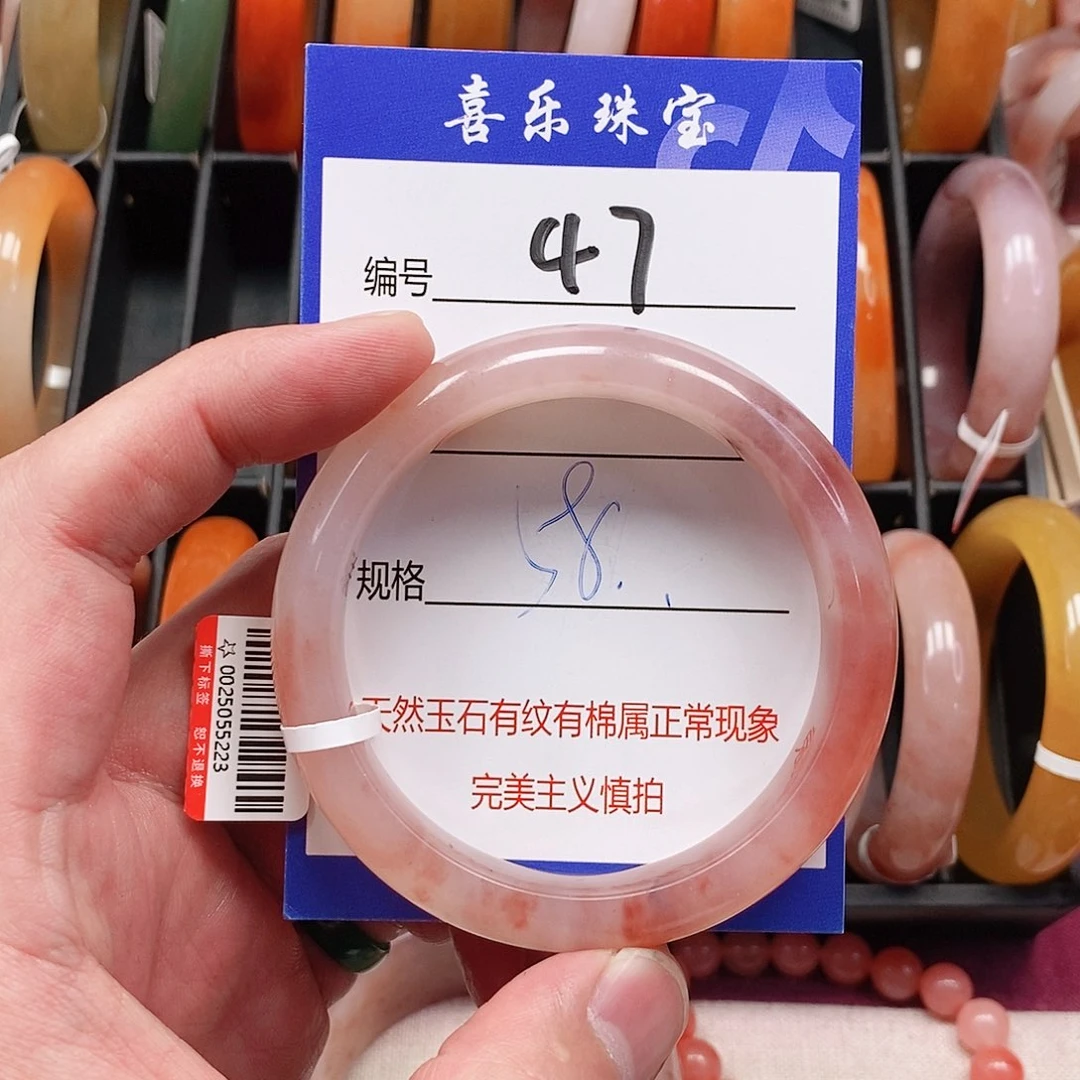 喜乐珠宝
编号 47
规格 58.
天然玉石有纹有棉属正常现象
完美主义慎拍
☆ 0025055223
撕下标签 恕不退换